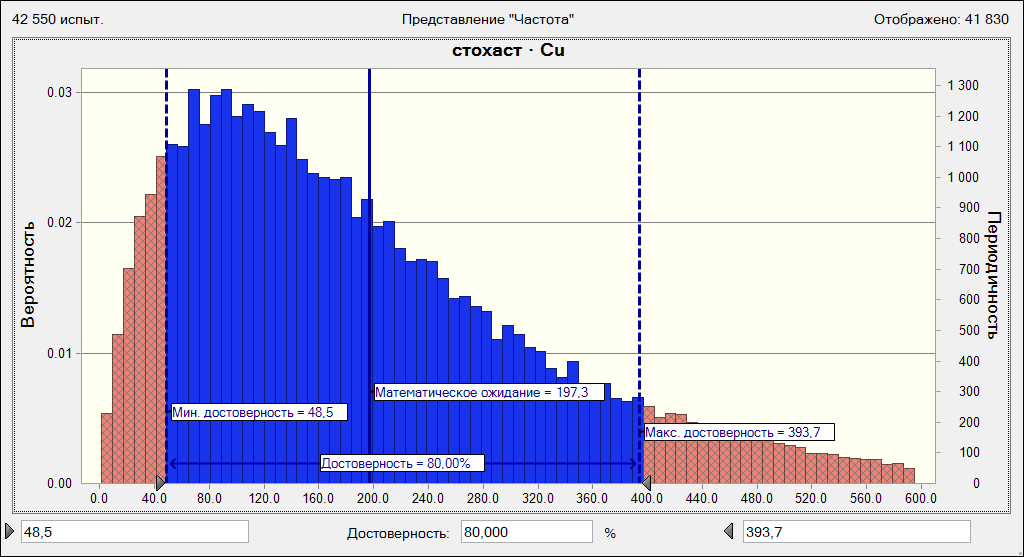 42 550 испыт. Представление "Частота" Отображено: 41 830
стохаст · Cu
Вероятность
0.03
0.02
0.01
0.00
1 300
1 200
1 100
1 000
900
800
700
600
500
400
300
200
100
0
Периодичность
Математическое ожидание = 197,3
Мин. достоверность = 48,5
Макс. достоверность = 393,7
Достоверность = 80,00%
0.0 40.0 80.0 120.0 160.0 200.0 240.0 280.0 320.0 360.0 400.0 440.0 480.0 520.0 560.0 600.0
48,5 Достоверность: 80,000 % 393,7